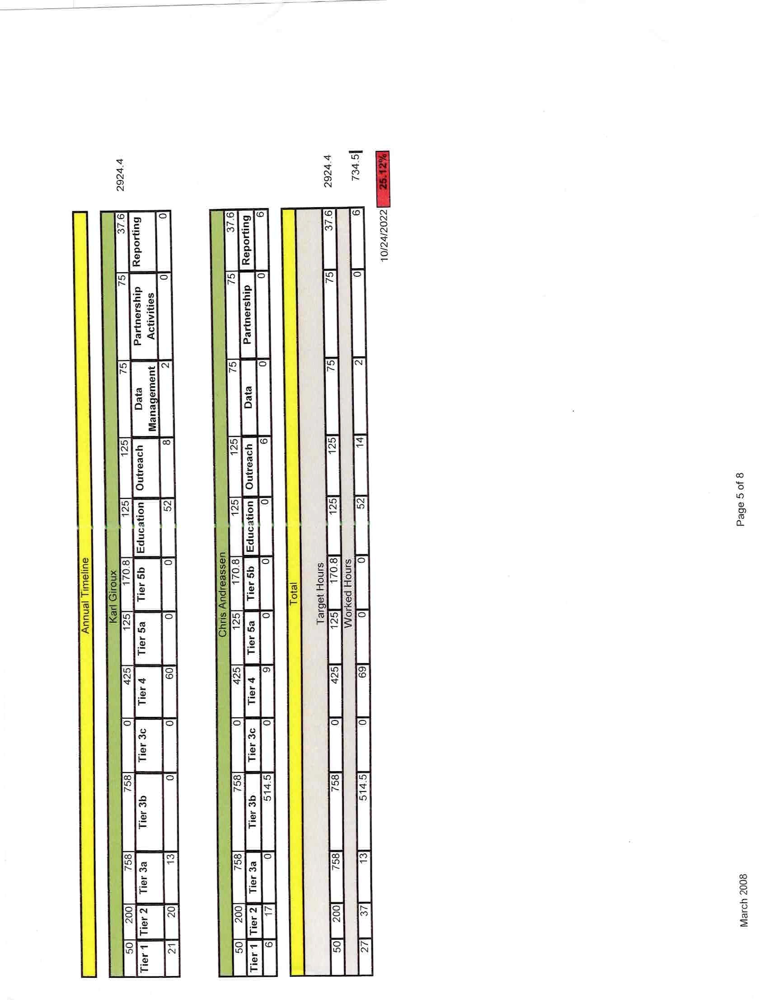 Annual Timeline
Karl Giroux
50 200 758 758 0 425 125 170.8 125 125 75 75 37.6 2924.4
Tier 1 Tier 2 Tier 3a Tier 3b Tier 3c Tier 4 Tier 5a Tier 5b Education Outreach Data Management Partnership Activities Reporting
21 20 13 0 0 60 0 0 52 8 2 0 0
Chris Andreassen
50 200 758 758 0 425 125 170.8 125 125 75 75 37.6
Tier 1 Tier 2 Tier 3a Tier 3b Tier 3c Tier 4 Tier 5a Tier 5b Education Outreach Data Partnership Reporting
6 17 0 514.5 0 9 0 0 0 6 0 0 6
Total
Target Hours
50 200 758 758 0 425 125 170.8 125 125 75 75 37.6 2924.4
Worked Hours
27 37 13 514.5 0 69 0 0 52 14 2 0 6 734.5
10/24/2022 25.12%
March 2008 Page 5 of 8